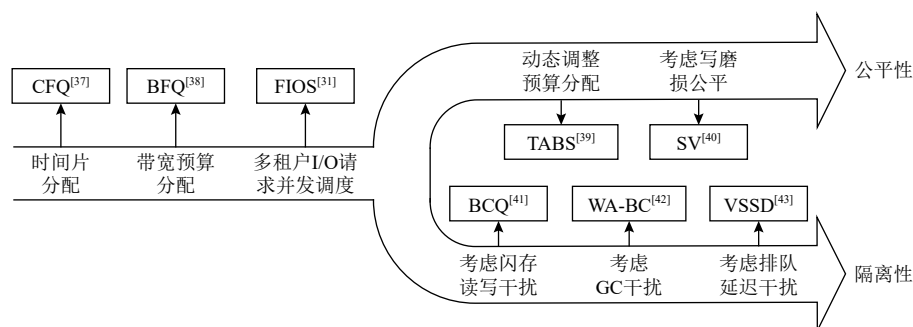 CFQ[37]
BFQ[38]
FIOS[31]
时间片
分配
带宽预算
分配
多租户I/O请
求并发调度
动态调整
预算分配
考虑写磨
损公平
公平性
TABS[39]
SV[40]
BCQ[41]
WA-BC[42]
VSSD[43]
考虑闪存
读写干扰
考虑
GC干扰
考虑排队
延迟干扰
隔离性